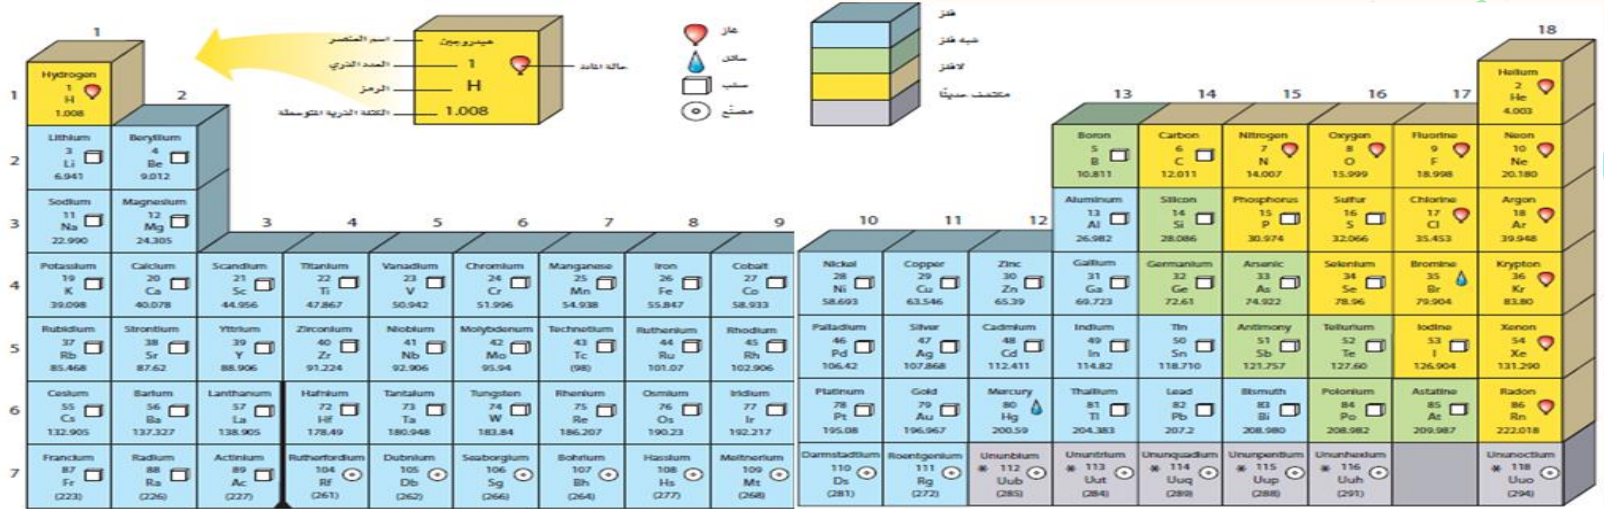 1
18
اسم العنصر
هيدروجين
العدد الذري
1
حالة المادة
الرمز
H
الكتلة الذرية المتوسطة
1.008
غاز
سائل
صلب
مصنّع
فلز
شبه فلز
لافلز
مكتشف حديثًا
Hydrogen Helium
1 1 2
H He
1.008 4.003
2 13 14 15 16 17
Lithium Beryllium Boron Carbon Nitrogen Oxygen Fluorine Neon
2 3 4 5 6 7 8 9 10
Li Be B C N O F Ne
6.941 9.012 10.811 12.011 14.007 15.999 18.998 20.180
Sodium Magnesium Aluminum Silicon Phosphorus Sulfur Chlorine Argon
3 11 12 13 14 15 16 17 18
Na Mg Al Si P S Cl Ar
22.990 24.305 26.982 28.086 30.974 32.066 35.453 39.948
3 4 5 6 7 8 9 10 11 12
Potassium Calcium Scandium Titanium Vanadium Chromium Manganese Iron Cobalt Nickel Copper Zinc Gallium Germanium Arsenic Selenium Bromine Krypton
4 19 20 21 22 23 24 25 26 27 28 29 30 31 32 33 34 35 36
K Ca Sc Ti V Cr Mn Fe Co Ni Cu Zn Ga Ge As Se Br Kr
39.098 40.078 44.956 47.867 50.942 51.996 54.938 55.847 58.933 58.693 63.546 65.39 69.723 72.61 74.922 78.96 79.904 83.80
Rubidium Strontium Yttrium Zirconium Niobium Molybdenum Technetium Ruthenium Rhodium Palladium Silver Cadmium Indium Tin Antimony Tellurium Iodine Xenon
5 37 38 39 40 41 42 43 44 45 46 47 48 49 50 51 52 53 54
Rb Sr Y Zr Nb Mo Tc Ru Rh Pd Ag Cd In Sn Sb Te I Xe
85.468 87.62 88.906 91.224 92.906 95.94 (98) 101.07 102.906 106.42 107.868 112.411 114.82 118.710 121.757 127.60 126.904 131.290
Cesium Barium Lanthanum Hafnium Tantalum Tungsten Rhenium Osmium Iridium Platinum Gold Mercury Thallium Lead Bismuth Polonium Astatine Radon
6 55 56 57 72 73 74 75 76 77 78 79 80 81 82 83 84 85 86
Cs Ba La Hf Ta W Re Os Ir Pt Au Hg Tl Pb Bi Po At Rn
132.905 137.327 138.905 178.49 180.948 183.84 186.207 190.23 192.217 195.08 196.967 200.59 204.383 207.2 208.980 208.982 209.987 222.018
Francium Radium Actinium Rutherfordium Dubnium Seaborgium Bohrium Hassium Meitnerium Darmstadtium Roentgenium Ununbium Ununtrium Ununquadium Ununpentium Ununhexium Ununoctium
7 87 88 89 104 105 106 107 108 109 110 111 * 112 * 113 * 114 * 115 * 116 * 118
Fr Ra Ac Rf Db Sg Bh Hs Mt Ds Rg Uub Uut Uuq Uup Uuh Uuo
(223) (226) (227) (261) (262) (266) (264) (277) (268) (281) (272) (285) (284) (289) (288) (291) (294)